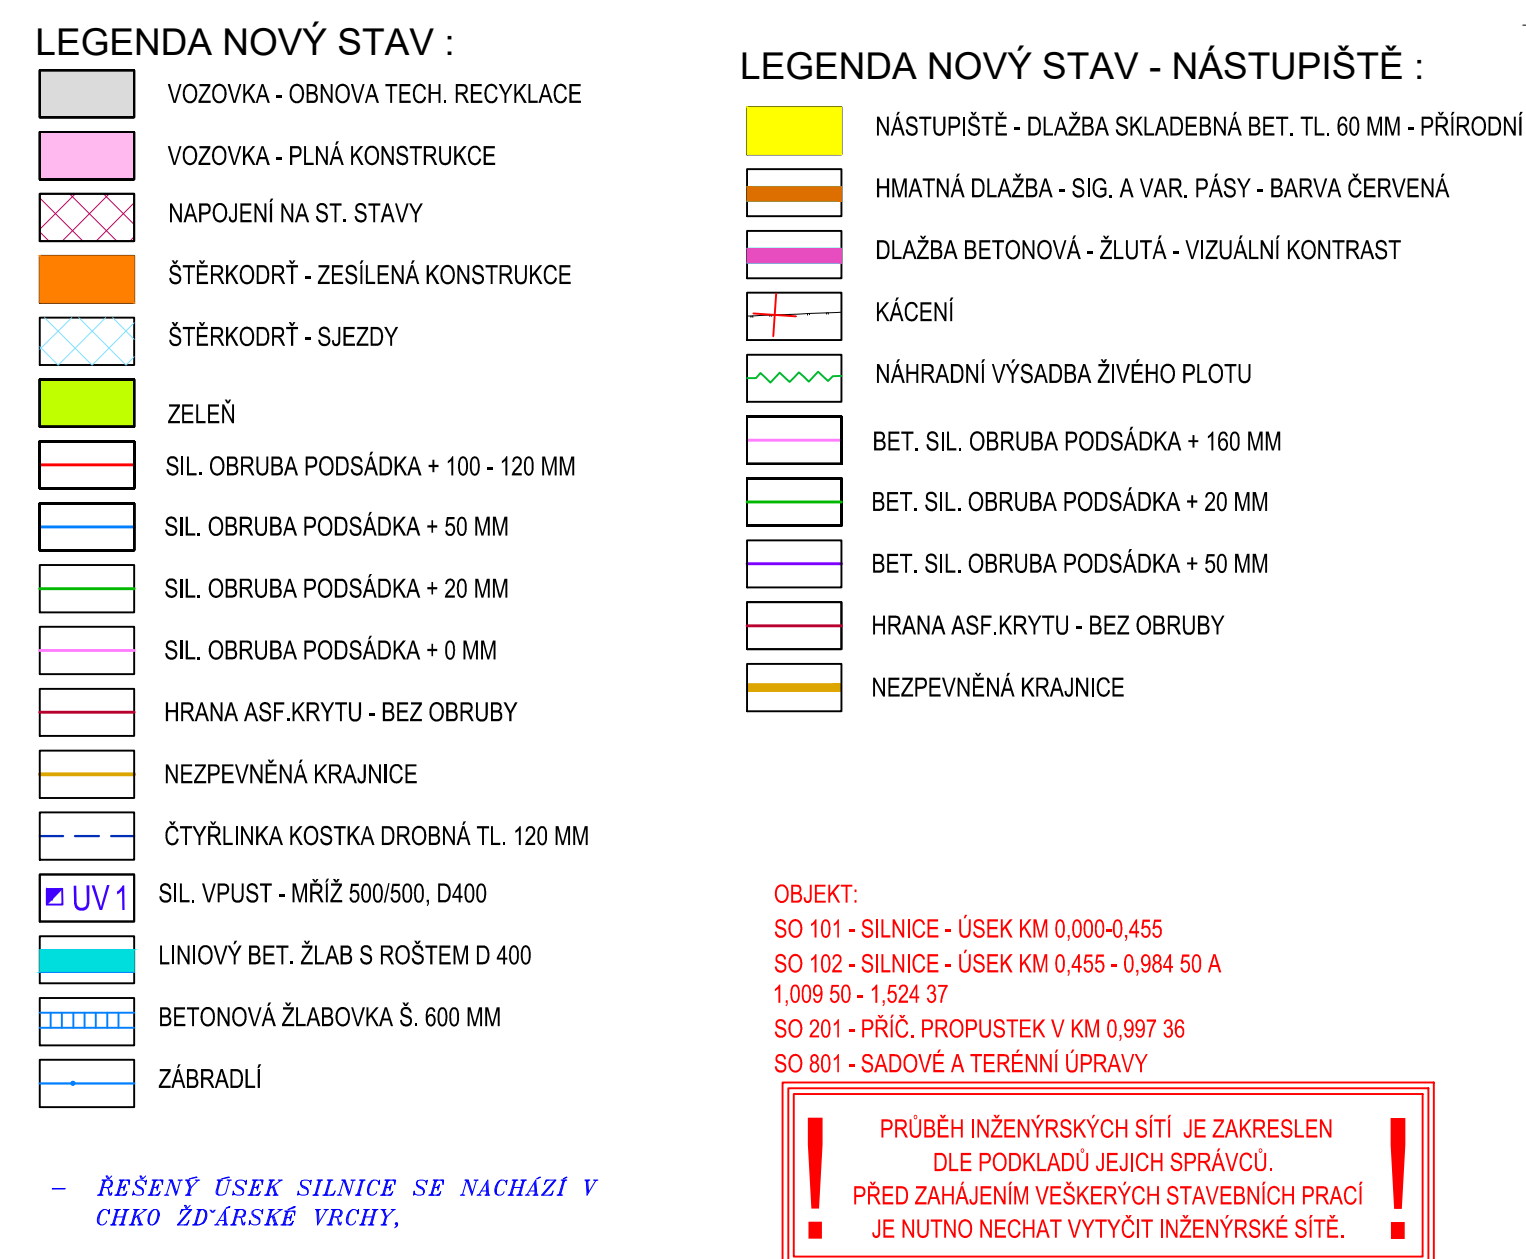 LEGENDA NOVÝ STAV :
VOZOVKA - OBNOVA TECH. RECYKLACE
VOZOVKA - PLNÁ KONSTRUKCE
NAPOJENÍ NA ST. STAVY
ŠTĚRKODRŤ - ZESÍLENÁ KONSTRUKCE
ŠTĚRKODRŤ - SJEZDY
ZELEŇ
SIL. OBRUBA PODSÁDKA + 100 - 120 MM
SIL. OBRUBA PODSÁDKA + 50 MM
SIL. OBRUBA PODSÁDKA + 20 MM
SIL. OBRUBA PODSÁDKA + 0 MM
HRANA ASF.KRYTU - BEZ OBRUBY
NEZPEVNĚNÁ KRAJNICE
ČTYŘLINKA KOSTKA DROBNÁ TL. 120 MM
UV 1 SIL. VPUST - MŘÍŽ 500/500, D400
LINIOVÝ BET. ŽLAB S ROŠTEM D 400
BETONOVÁ ŽLABOVKA Š. 600 MM
ZÁBRADLÍ
- ŘEŠENÝ ÚSEK SILNICE SE NACHÁZÍ V
CHKO ŽĎÁRSKÉ VRCHY,
LEGENDA NOVÝ STAV - NÁSTUPIŠTĚ :
NÁSTUPIŠTĚ - DLAŽBA SKLADEBNÁ BET. TL. 60 MM - PŘÍRODNÍ
HMATNÁ DLAŽBA - SIG. A VAR. PÁSY - BARVA ČERVENÁ
DLAŽBA BETONOVÁ - ŽLUTÁ - VIZUÁLNÍ KONTRAST
KÁCENÍ
NÁHRADNÍ VÝSADBA ŽIVÉHO PLOTU
BET. SIL. OBRUBA PODSÁDKA + 160 MM
BET. SIL. OBRUBA PODSÁDKA + 20 MM
BET. SIL. OBRUBA PODSÁDKA + 50 MM
HRANA ASF.KRYTU - BEZ OBRUBY
NEZPEVNĚNÁ KRAJNICE
OBJEKT:
SO 101 - SILNICE - ÚSEK KM 0,000-0,455
SO 102 - SILNICE - ÚSEK KM 0,455 - 0,984 50 A
1,009 50 - 1,524 37
SO 201 - PŘÍČ. PROPUSTEK V KM 0,997 36
SO 801 - SADOVÉ A TERÉNNÍ ÚPRAVY
! PRŮBĚH INŽENÝRSKÝCH SÍTÍ JE ZAKRESLEN !
DLE PODKLADŮ JEJICH SPRÁVCŮ.
PŘED ZAHÁJENÍM VEŠKERÝCH STAVEBNÍCH PRACÍ
JE NUTNO NECHAT VYTYČIT INŽENÝRSKÉ SÍTĚ.